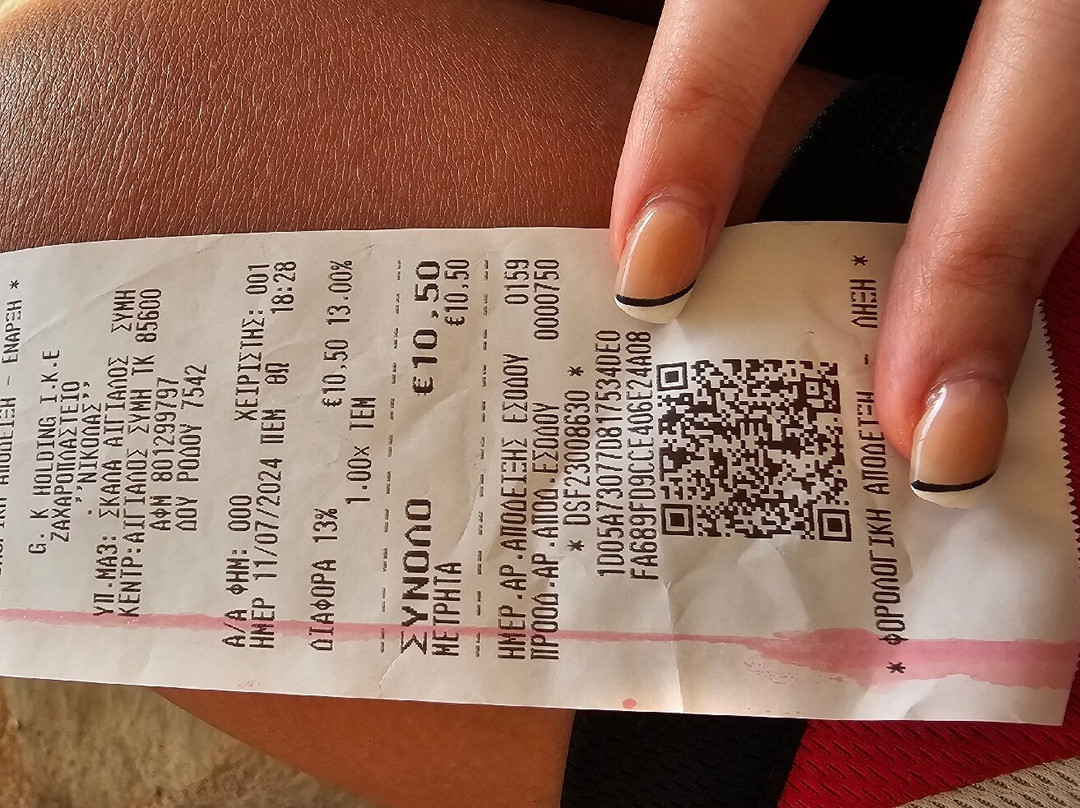 ΑΠΟΔΕΙΞΗ - ΕΝΑΡΞΗ *
G. K HOLDING I.K.E
ΖΑΧΑΡΟΠΛΑΣΤΕΙΟ
,,ΝΙΚΟΛΑΣ,,
ΥΠ.ΜΑΣ: ΣΚΑΛΑ ΑΙΓΙΑΛΟΣ ΣΥΜΗ
ΚΕΝΤΡ:ΑΙΓΙΑΛΟΣ ΣΥΜΗ ΤΚ 85600
ΑΦΜ 801299797
ΔΟΥ ΡΟΔΟΥ 7542
Α/Α ΦΗΜ: 000 ΧΕΙΡΙΣΤΗΣ: 001
ΗΜΕΡ 11/07/2024 ΠΕΜ ΘΩ 18:28
ΔΙΑΦΟΡΑ 13% €10,50 13.00%
1.00x ΤΕΜ
ΣΥΝΟΛΟ €10,50
ΜΕΤΡΗΤΑ €10,50
ΗΜΕΡ.ΑΡ.ΑΠΟΔΕΙΞΗΣ ΕΣΟΔΟΥ 0159
ΠΡΟΟΔ.ΑΡ.ΑΠΟΔ.ΕΣΟΔΟΥ 0000750
* DSF23008630 *
1D05A73077D817534DE0
FA689FD9CCE406E24A08
* ΦΟΡΟΛΟΓΙΚΗ ΑΠΟΔΕΙΞΗ - ΛΗΞΗ *